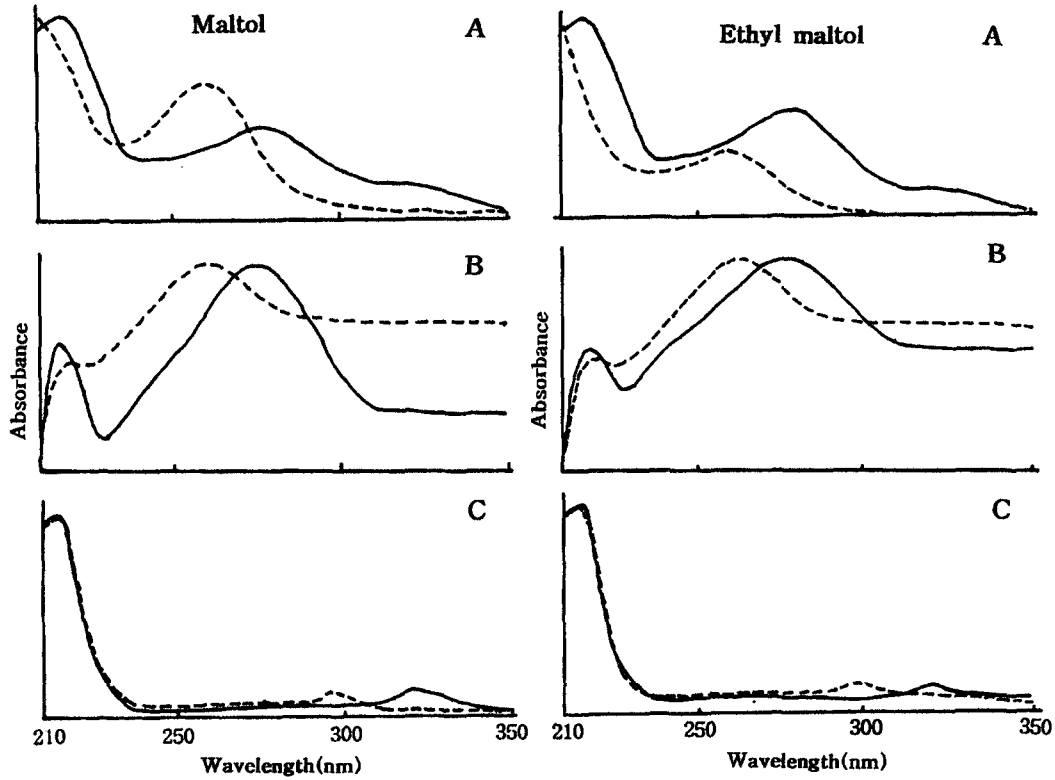 Maltol
A
Ethyl maltol
A
B
Absorbance
B
Absorbance
C
210
250
300
350
Wavelength(nm)
C
210
250
300
350
Wavelength(nm)